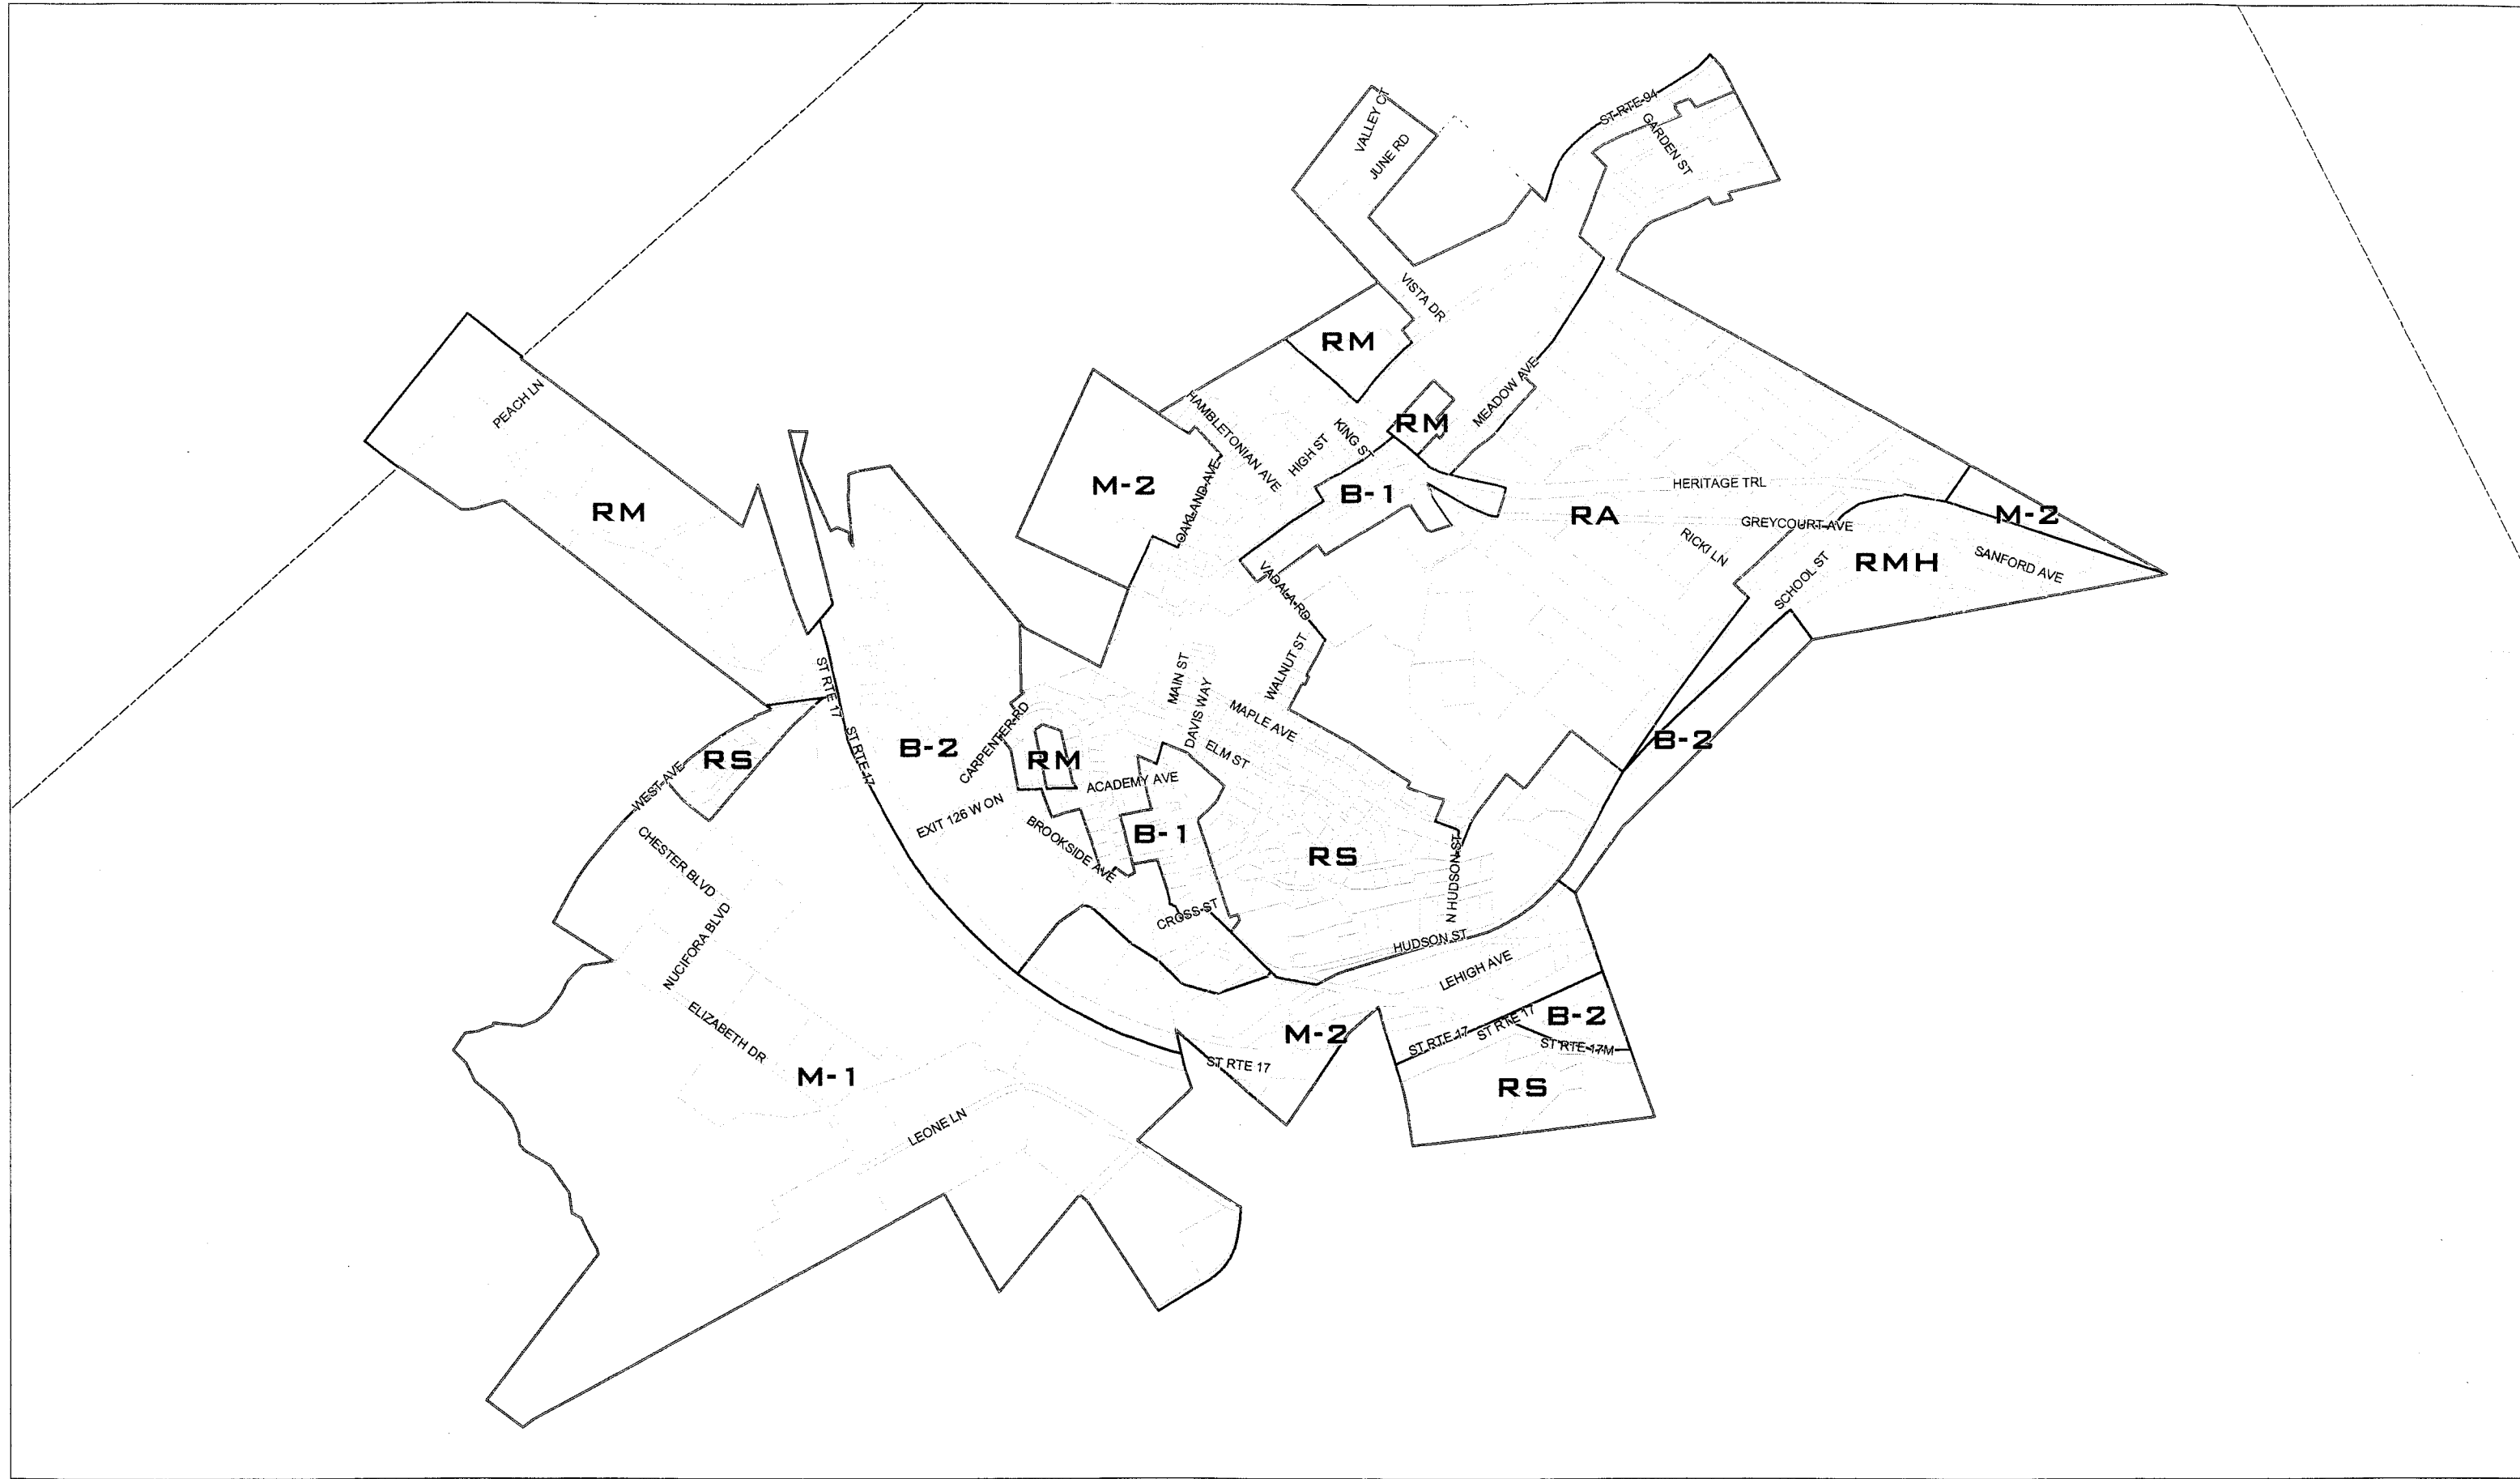 VALLEY CT
JUNE RD
ST RTE 94
GARDEN ST
VISTA DR
RM
PEACH LN
HAMBLETONIAN AVE
HIGH ST
KING ST
RM
MEADOW AVE
M-2
OAKLAND AVE
B-1
RM
RA
HERITAGE TRL
GREYCOURT AVE
M-2
RICKI LN
SCHOOL ST
RMH
SANFORD AVE
VADALA RD
WALNUT ST
MAIN ST
DAVIS WAY
MAPLE AVE
ELM ST
ST RTE 17
ST RTE 17
B-2
CARPENTER RD
RM
ACADEMY AVE
B-2
RS
WEST AVE
EXIT 126 W ON
BROOKSIDE AVE
B-1
RS
CHESTER BLVD
N HUDSON ST
CROSS ST
NUCIFORA BLVD
HUDSON ST
LEHIGH AVE
ELIZABETH DR
M-2
ST RTE 17
ST RTE 17
ST RTE 17
B-2
ST RTE 17M
M-1
RS
LEONE LN